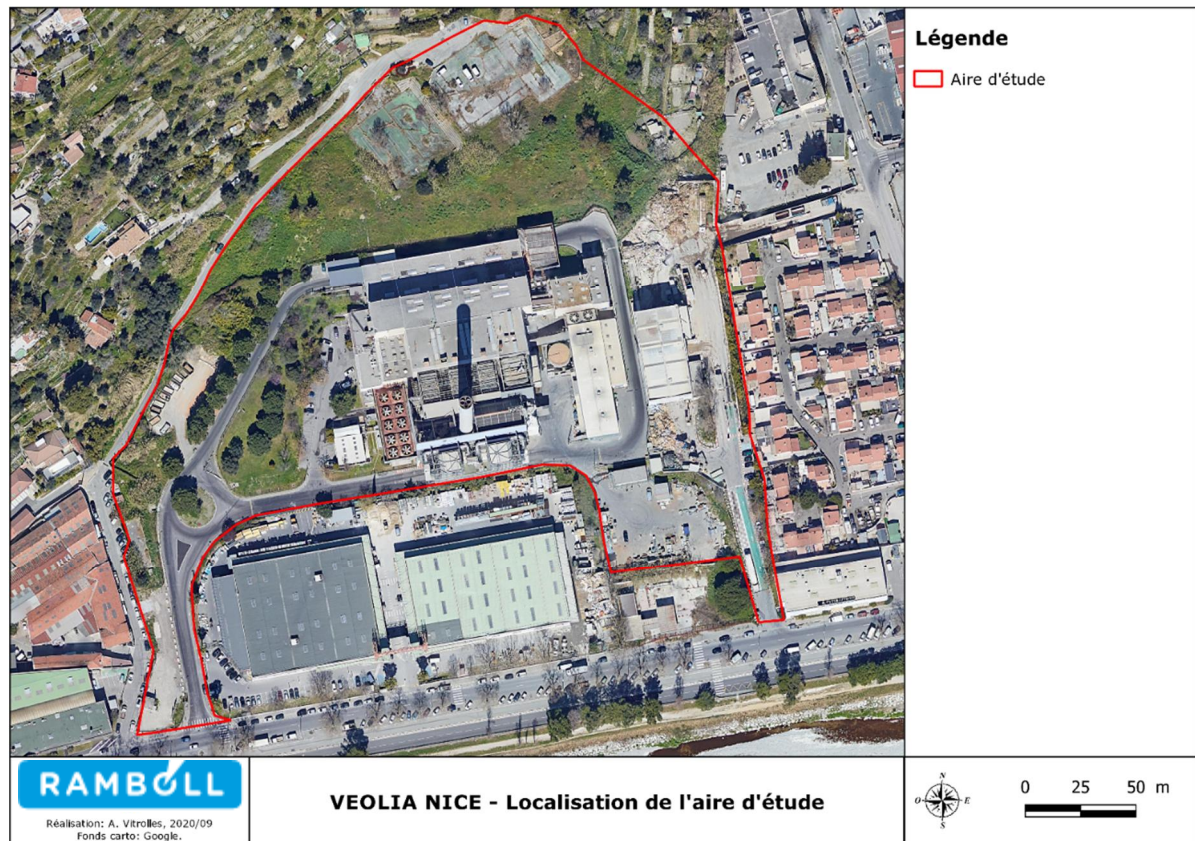 Légende
Aire d'étude
RAMBOLL
Réalisation: A. Vitrolles, 2020/09
Fonds carto: Google.
VEOLIA NICE - Localisation de l'aire d'étude
N
O
E
S
0 25 50 m